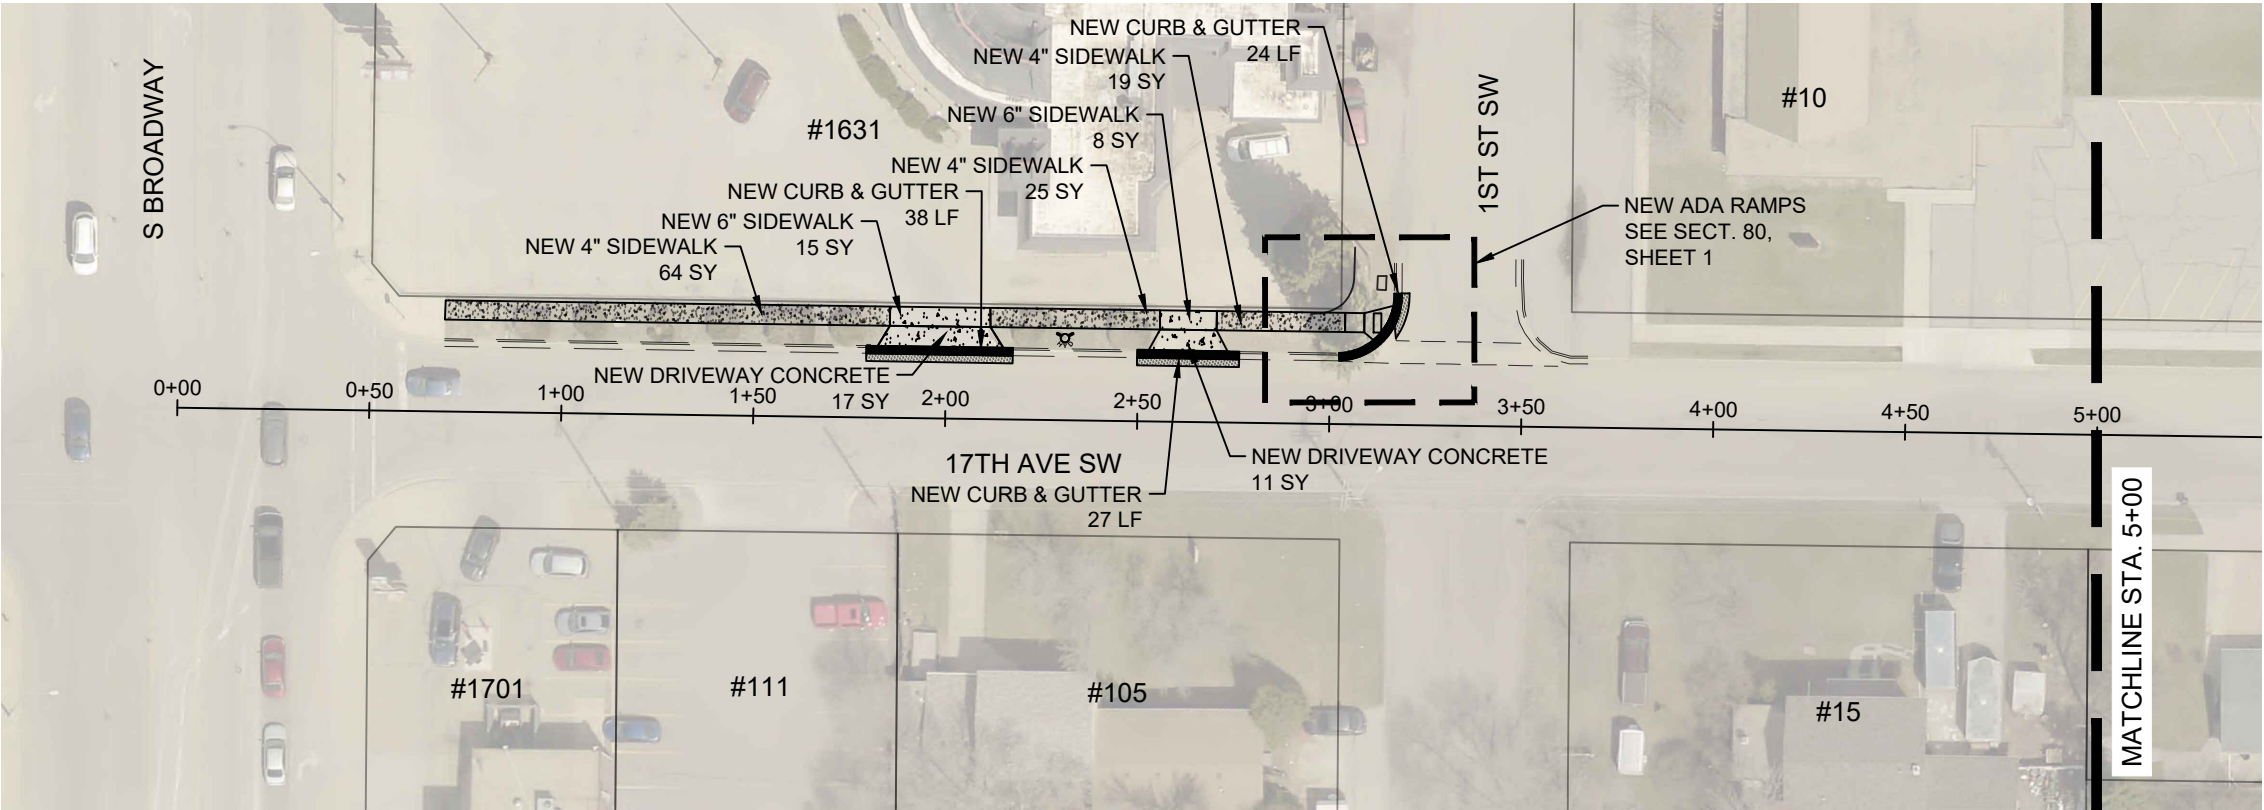 NEW CURB & GUTTER
24 LF
NEW 4" SIDEWALK
19 SY
NEW 6" SIDEWALK
8 SY
NEW 4" SIDEWALK
25 SY
NEW CURB & GUTTER
38 LF
NEW 6" SIDEWALK
15 SY
NEW 4" SIDEWALK
64 SY
S BROADWAY
#1631
1ST ST SW
#10
NEW ADA RAMPS
SEE SECT. 80,
SHEET 1
NEW DRIVEWAY CONCRETE
17 SY
0+00
0+50
1+00
1+50
2+00
2+50
3+00
3+50
4+00
4+50
5+00
17TH AVE SW
NEW CURB & GUTTER
27 LF
NEW DRIVEWAY CONCRETE
11 SY
MATCHLINE STA. 5+00
#1701
#111
#105
#15